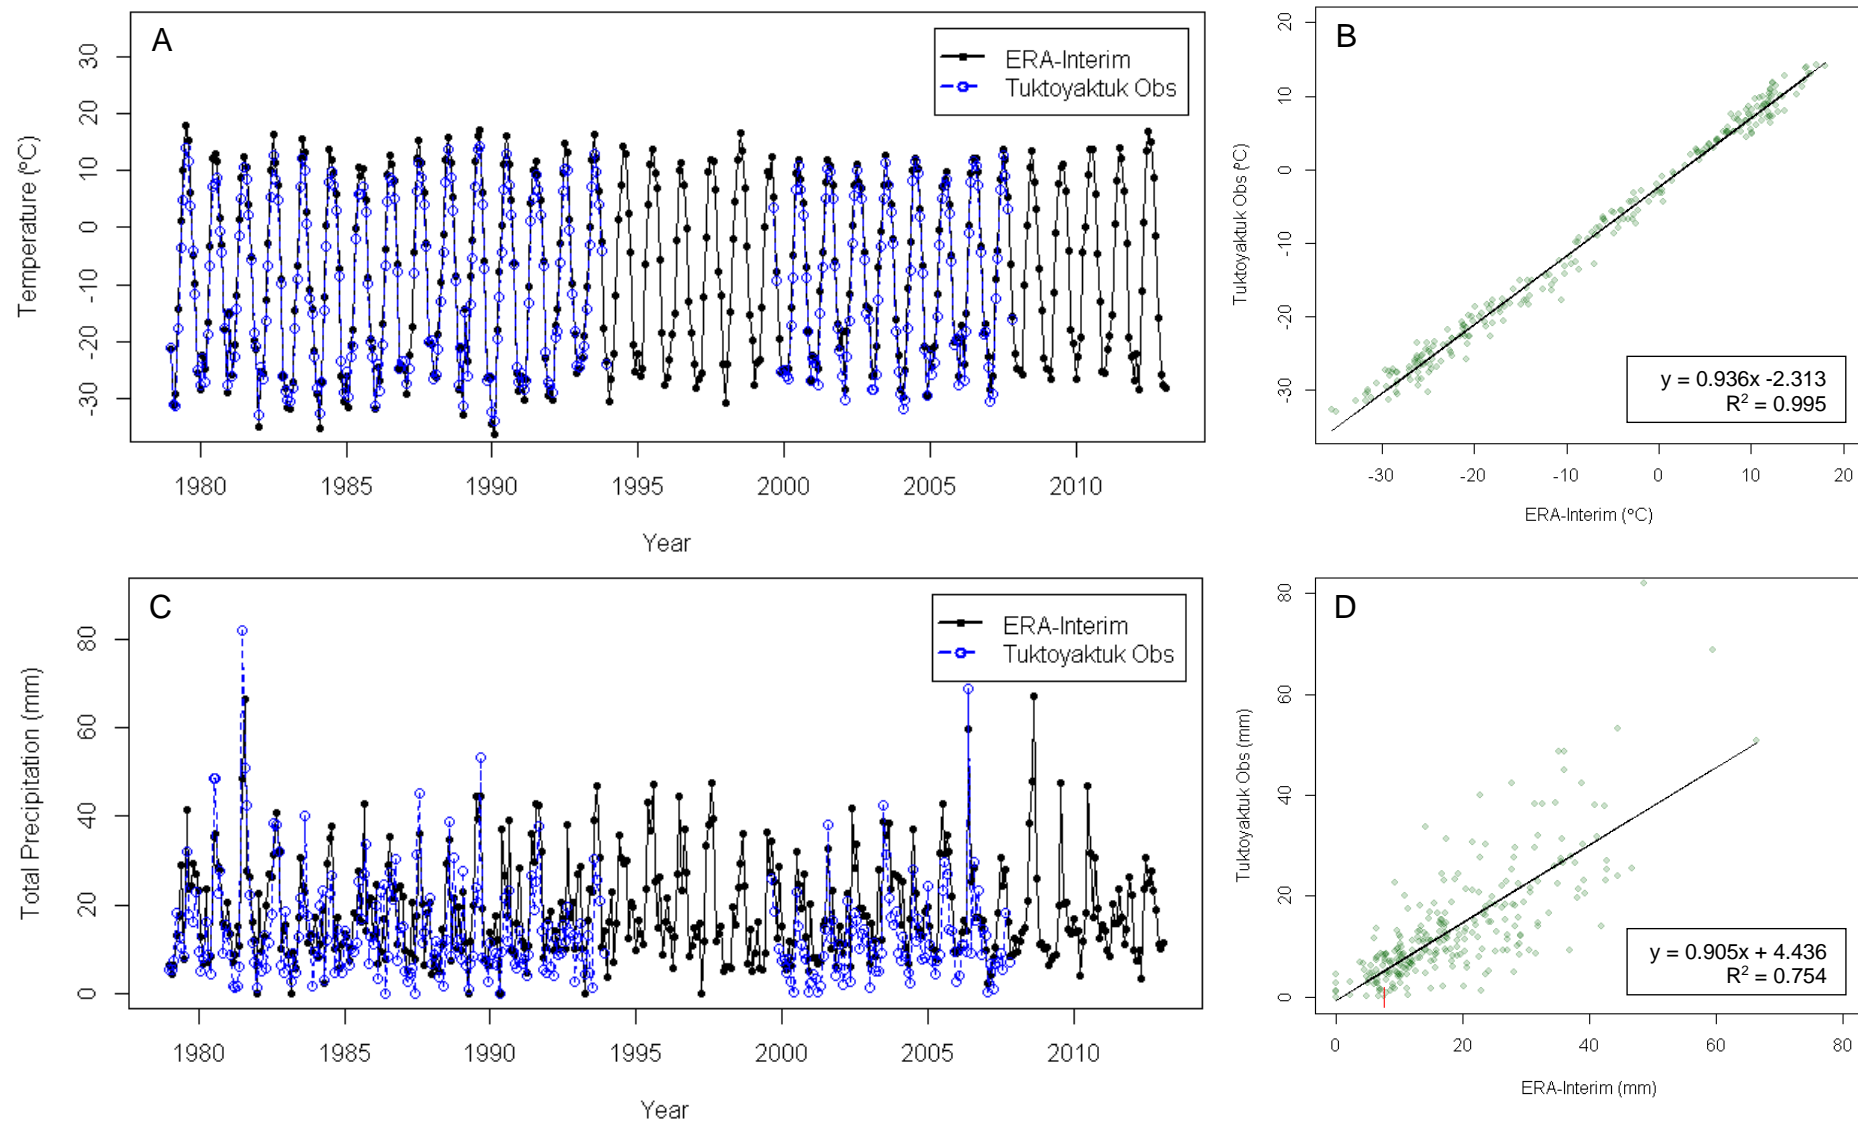 A
ERA-Interim
Tuktoyaktuk Obs
30
20
10
0
-10
-20
-30
Temperature (°C)
1980 1985 1990 1995 2000 2005 2010
Year
B
20
10
0
-10
-20
-30
Tuktoyaktuk Obs (°C)
y = 0.936x -2.313
R² = 0.995
-30 -20 -10 0 10 20
ERA-Interim (°C)
C
ERA-Interim
Tuktoyaktuk Obs
80
60
40
20
0
Total Precipitation (mm)
1980 1985 1990 1995 2000 2005 2010
Year
D
80
60
40
20
0
Tuktoyaktuk Obs (mm)
y = 0.905x + 4.436
R² = 0.754
0 20 40 60 80
ERA-Interim (mm)